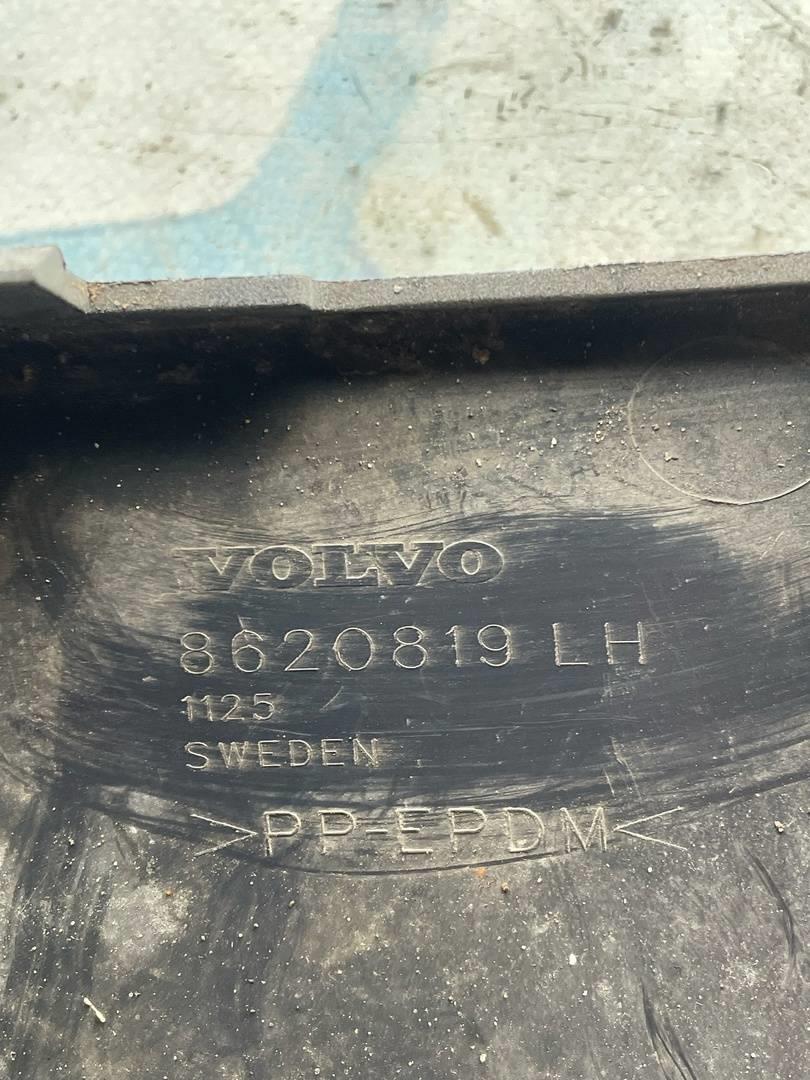 VOLVO
8620819 LH
1125
SWEDEN
>PP-EPDM<